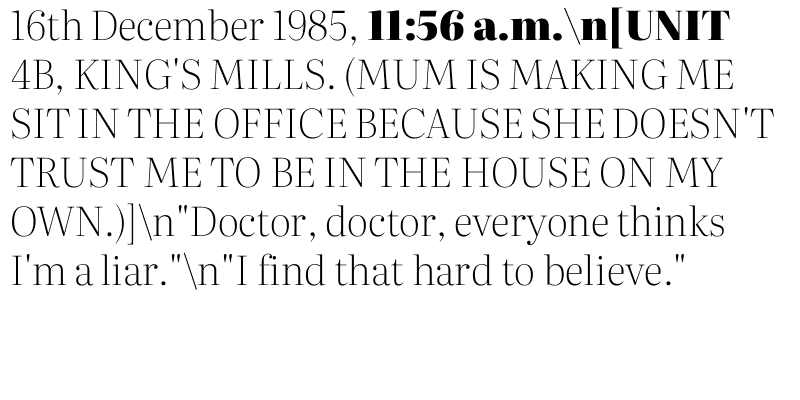 16th December 1985, 11:56 a.m.\n[UNIT
4B, KING'S MILLS. (MUM IS MAKING ME
SIT IN THE OFFICE BECAUSE SHE DOESN'T
TRUST ME TO BE IN THE HOUSE ON MY
OWN.)]\n"Doctor, doctor, everyone thinks
I'm a liar."\n"I find that hard to believe."